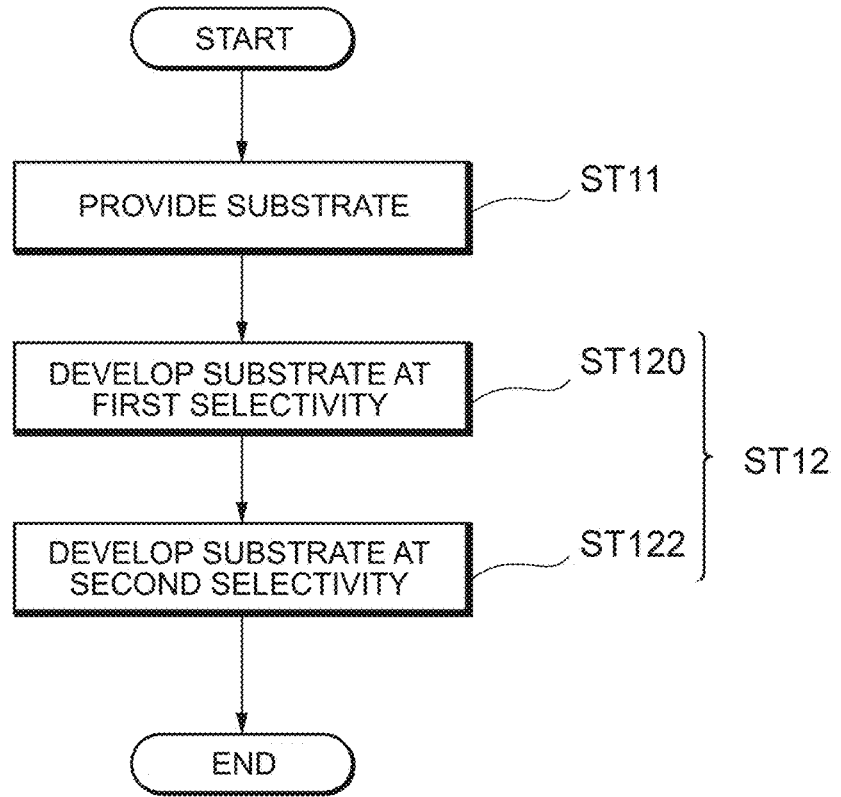 START
PROVIDE SUBSTRATE
ST11
DEVELOP SUBSTRATE AT
FIRST SELECTIVITY
ST120
ST12
DEVELOP SUBSTRATE AT
SECOND SELECTIVITY
ST122
END